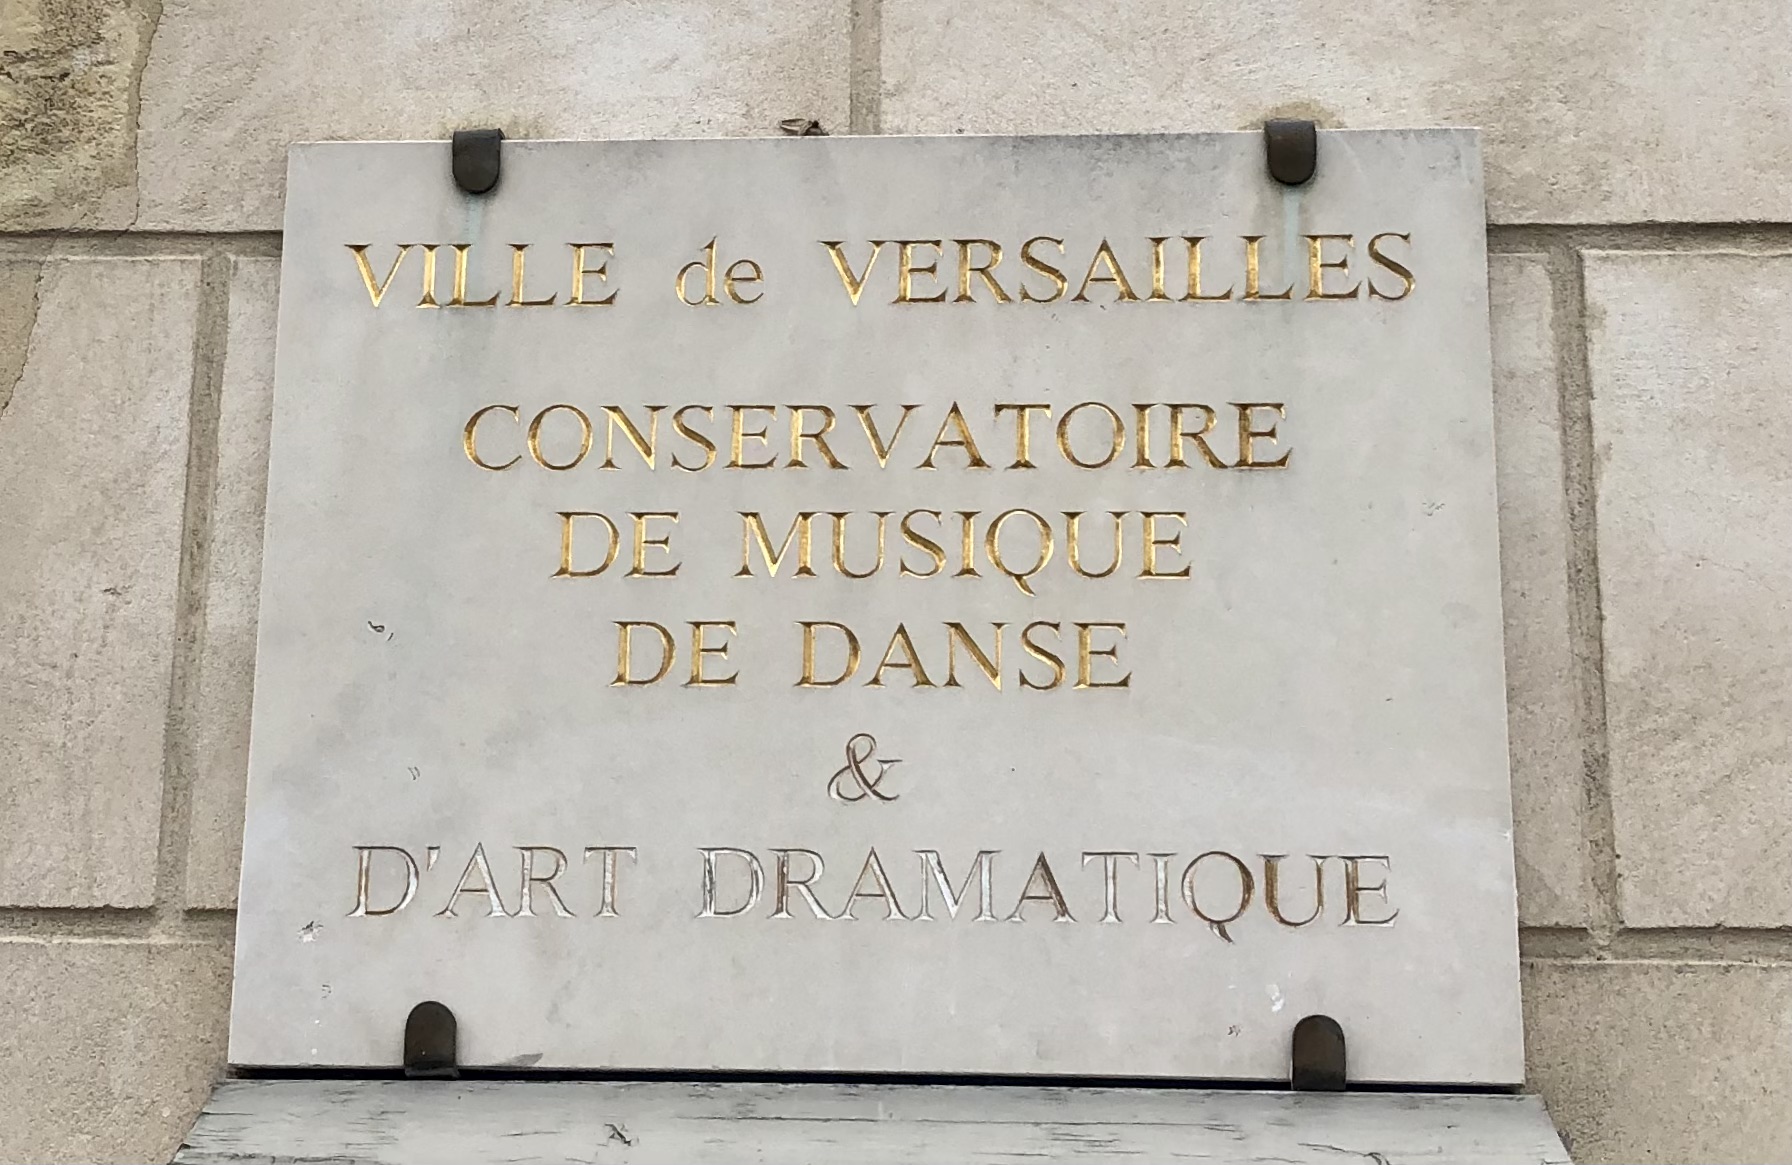 VILLE de VERSAILLES
CONSERVATOIRE
DE MUSIQUE
DE DANSE
&
D'ART DRAMATIQUE